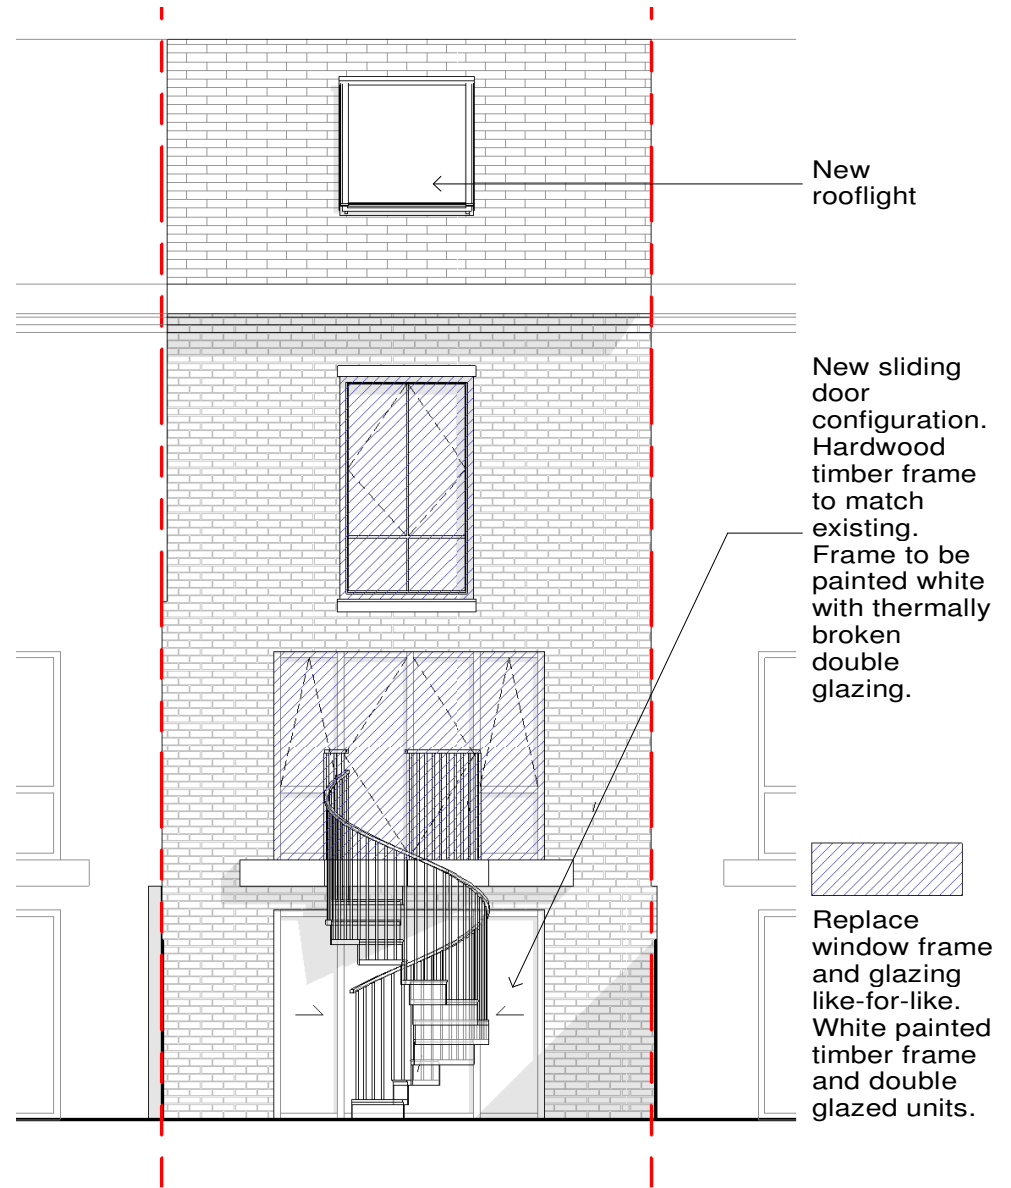 New
rooflight
New sliding
door
configuration.
Hardwood
timber frame
to match
existing.
Frame to be
painted white
with thermally
broken
double
glazing.
Replace
window frame
and glazing
like-for-like.
White painted
timber frame
and double
glazed units.